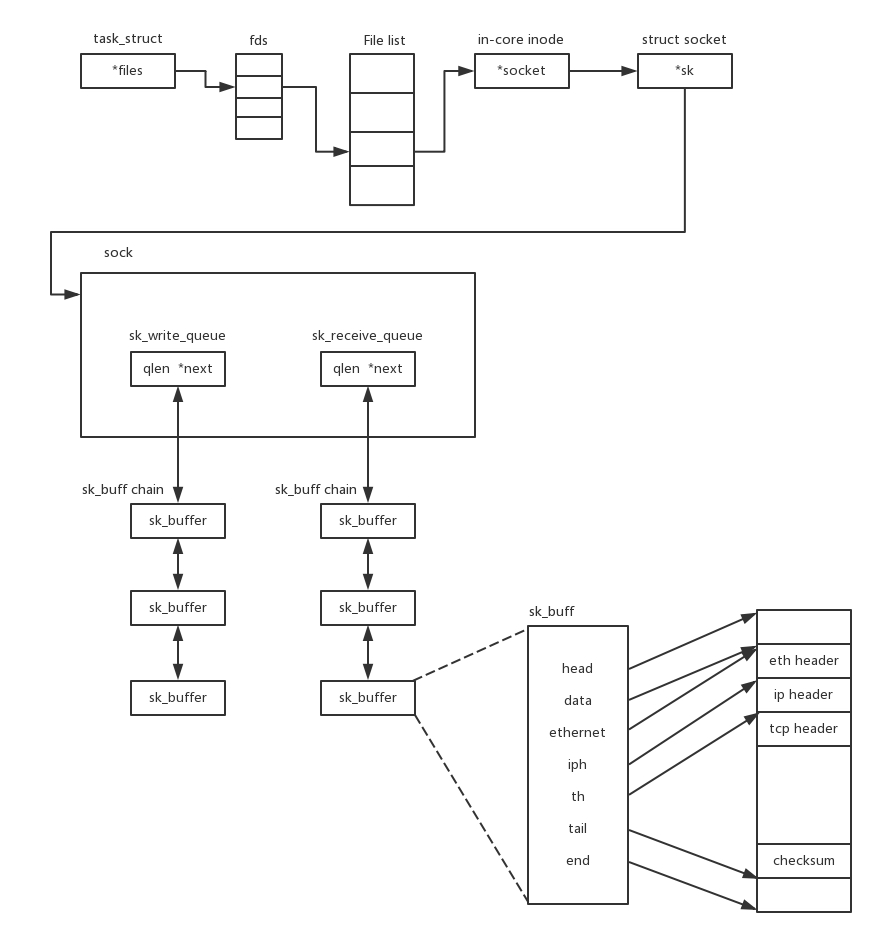 task_struct
fds
File list
in-core inode
struct socket
*files
*socket
*sk
sock
sk_write_queue
sk_receive_queue
qlen *next
qlen *next
sk_buff chain
sk_buff chain
sk_buffer
sk_buffer
sk_buffer
sk_buffer
sk_buffer
sk_buffer
sk_buff
head
data
ethernet
iph
th
tail
end
eth header
ip header
tcp header
checksum